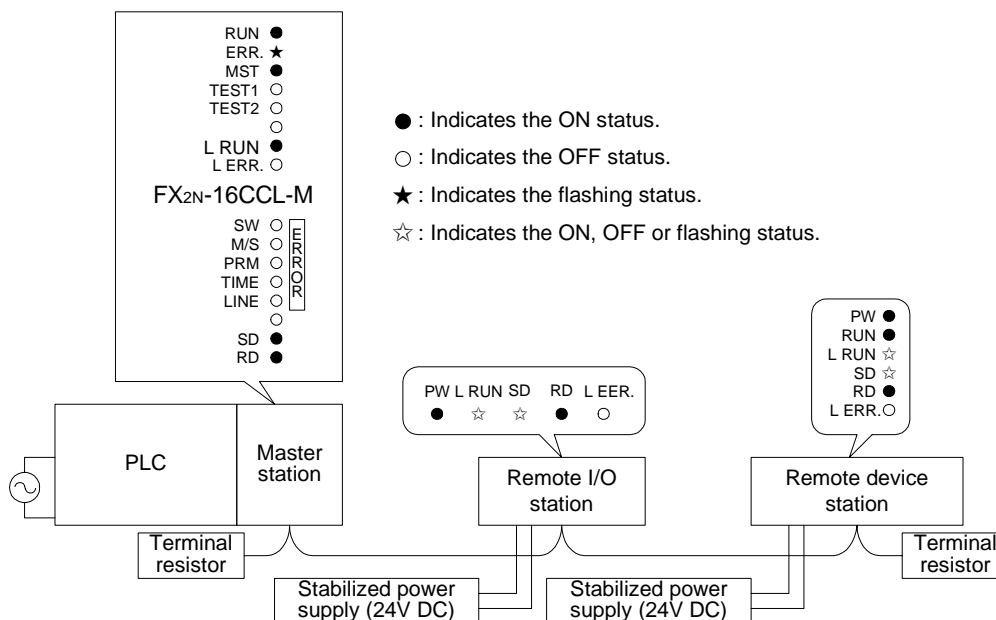 RUN
ERR.
MST
TEST1
TEST2
L RUN
L ERR.
FX2N-16CCL-M
SW
M/S
PRM
TIME
LINE
ERROR
SD
RD
: Indicates the ON status.
: Indicates the OFF status.
: Indicates the flashing status.
: Indicates the ON, OFF or flashing status.
PW L RUN SD RD L EER.
PW
RUN
L RUN
SD
RD
L ERR.
PLC
Master
station
Remote I/O
station
Remote device
station
Terminal
resistor
Stabilized power
supply (24V DC)
Stabilized power
supply (24V DC)
Terminal
resistor